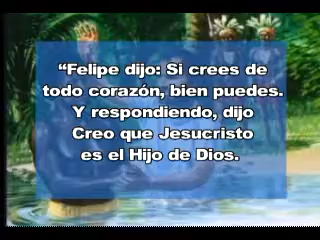 “Felipe dijo: Si crees de
todo corazón, bien puedes.
Y respondiendo, dijo
Creo que Jesucristo
es el Hijo de Dios.